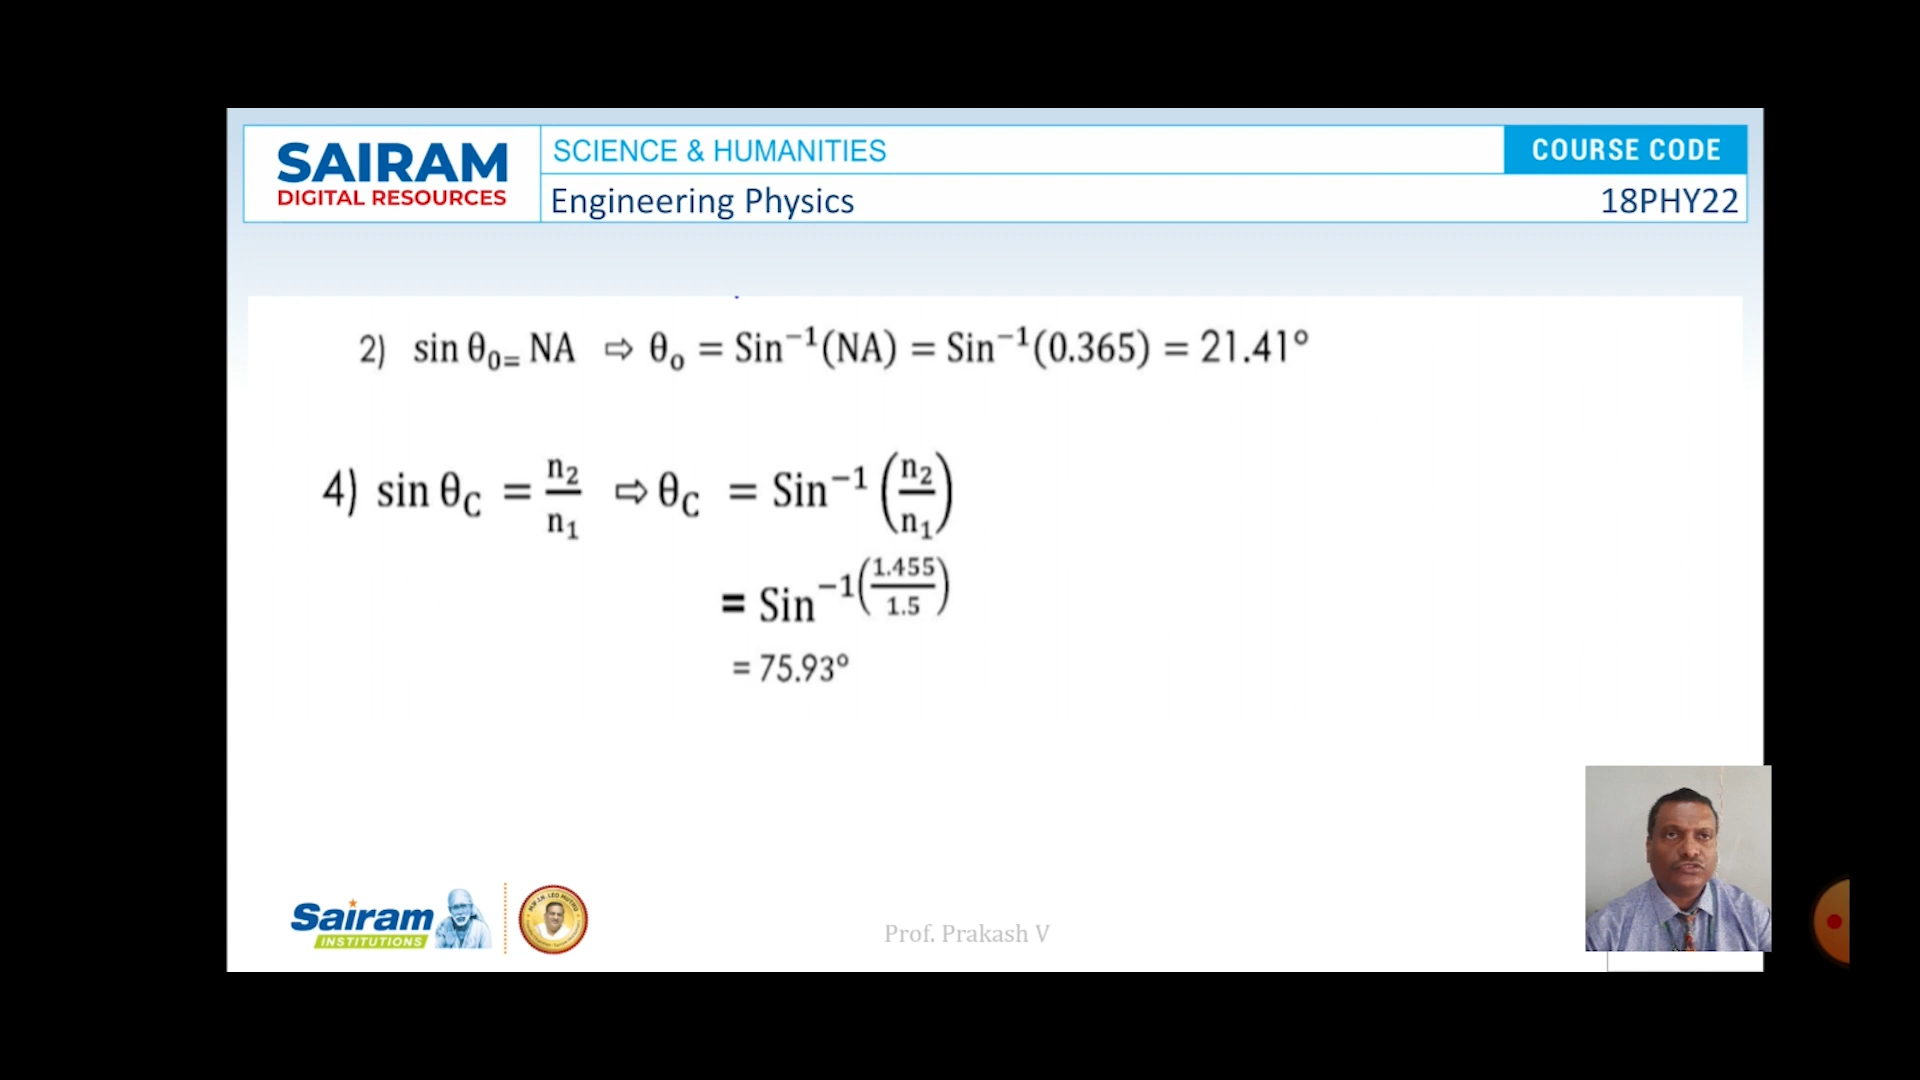 SAIRAM
DIGITAL RESOURCES
SCIENCE & HUMANITIES
COURSE CODE
Engineering Physics
18PHY22
2) sin θ₀₌ NA ⇨ θₒ = Sin⁻¹(NA) = Sin⁻¹(0.365) = 21.41°
4) sin θ_C = n₂/n₁ ⇨ θ_C = Sin⁻¹(n₂/n₁)
= Sin⁻¹(1.455/1.5)
= 75.93°
Sairam
INSTITUTIONS
Prof. Prakash V